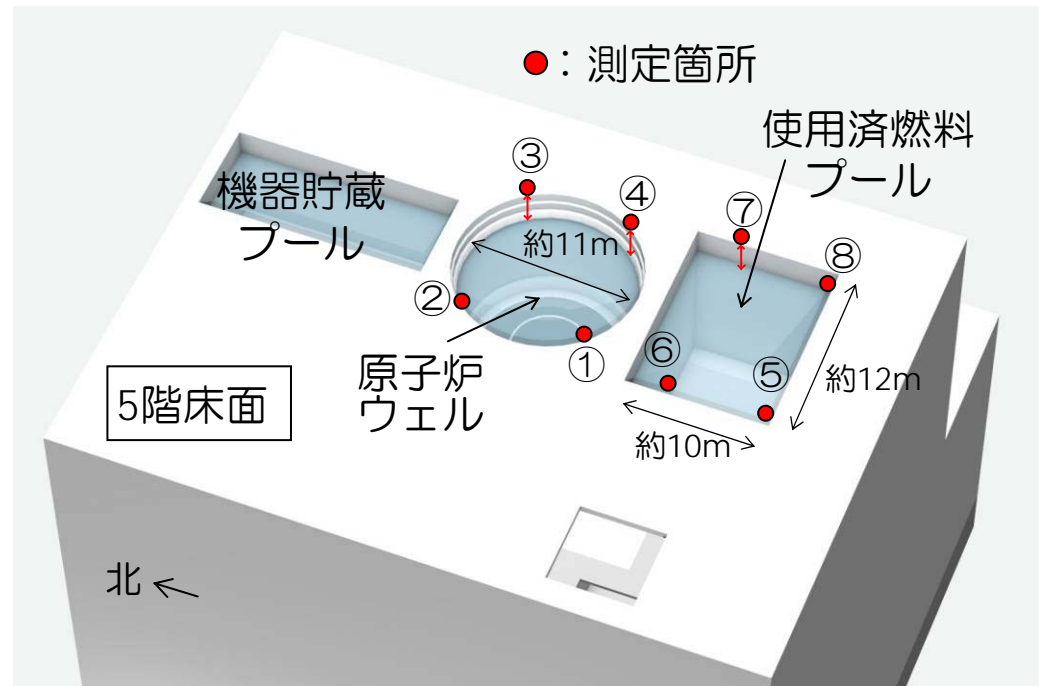 ●：測定箇所
使用済燃料
プール
機器貯蔵
プール
③
④
⑦
約11m
⑧
②
①
原子炉
ウェル
⑥
⑤
約12m
5階床面
約10m
北